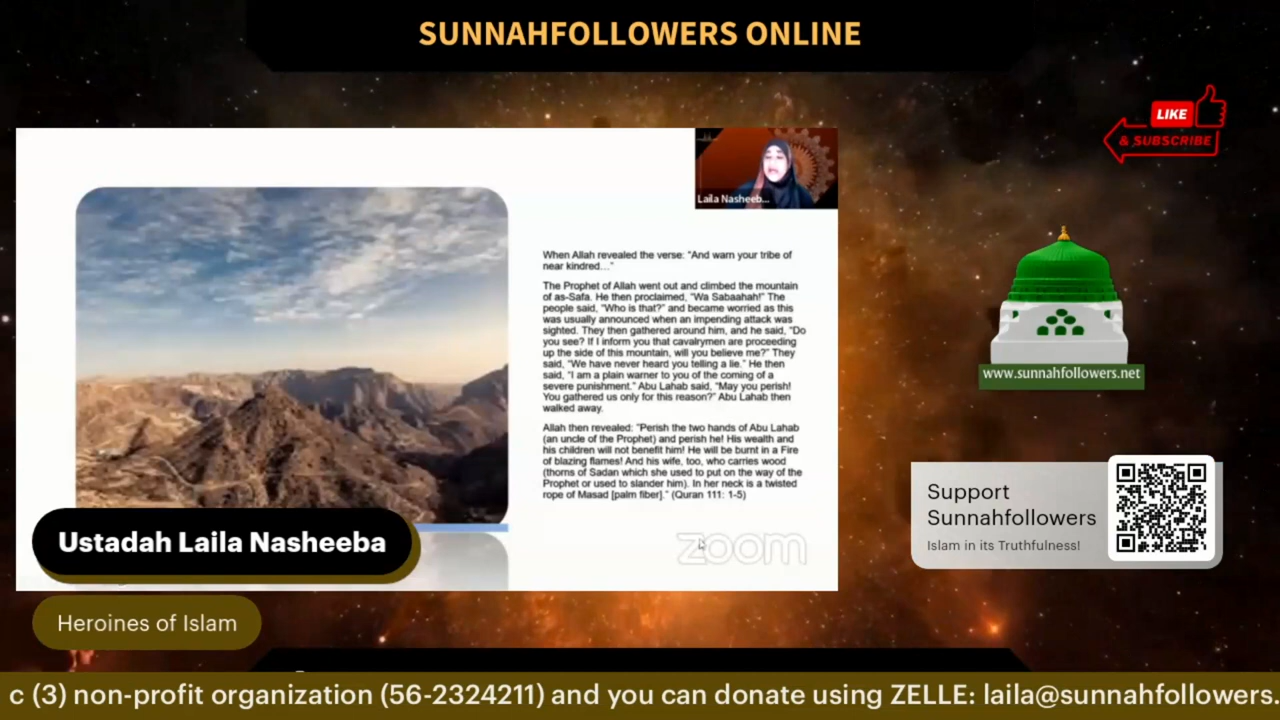 SUNNAHFOLLOWERS ONLINE
LIKE
& SUBSCRIBE
Laila Nasheeb...
When Allah revealed the verse: “And warn your tribe of
near kindred…”
The Prophet of Allah went out and climbed the mountain
of as-Safa. He then proclaimed, “Wa Sabaahah!” The
people said, “Who is that?” and became worried as this
was usually announced when an impending attack was
sighted. They then gathered around him, and he said, “Do
you see? If I inform you that cavalrymen are proceeding
up the side of this mountain, will you believe me?” They
said, “We have never heard you telling a lie.” He then
said, “I am a plain warner to you of the coming of a
severe punishment.” Abu Lahab said, “May you perish!
You gathered us only for this reason?” Abu Lahab then
walked away.
Allah then revealed: “Perish the two hands of Abu Lahab
(an uncle of the Prophet) and perish he! His wealth and
his children will not benefit him! He will be burnt in a Fire
of blazing flames! And his wife, too, who carries wood
(thorns of Sadan which she used to put on the way of the
Prophet or used to slander him). In her neck is a twisted
rope of Masad [palm fiber].” (Quran 111: 1-5)
zoom
www.sunnahfollowers.net
Support
Sunnahfollowers
Islam in its Truthfulness!
Ustadah Laila Nasheeba
Heroines of Islam
c (3) non-profit organization (56-2324211) and you can donate using ZELLE: laila@sunnahfollowers.